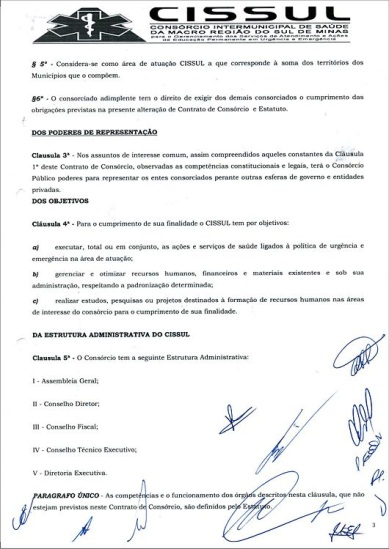 CISSUL
CONSÓRCIO INTERMUNICIPAL DE SAÚDE
DA MACRO REGIÃO DO SUL DE MINAS
para o Gerenciamento dos Serviços de Atendimento e Ações
de Educação Permanente em Urgência e Emergência
§ 5º - Considera-se como área de atuação CISSUL a que corresponde à soma dos territórios dos
Municípios que o compõem.
§6º - O consorciado adimplente tem o direito de exigir dos demais consorciados o cumprimento das
obrigações previstas na presente alteração de Contrato de Consórcio e Estatuto.
DOS PODERES DE REPRESENTAÇÃO
Clausula 3ª - Nos assuntos de interesse comum, assim compreendidos aqueles constantes da Cláusula
1ª deste Contrato de Consórcio, observadas as competências constitucionais e legais, terá o Consórcio
Público poderes para representar os entes consorciados perante outras esferas de governo e entidades
privadas.
DOS OBJETIVOS
Cláusula 4ª - Para o cumprimento de sua finalidade o CISSUL tem por objetivos:
a) executar, total ou em conjunto, as ações e serviços de saúde ligados à política de urgência e
emergência na área de atuação;
b) gerenciar e otimizar recursos humanos, financeiros e materiais existentes e sob sua
administração, respeitando a padronização determinada;
c) realizar estudos, pesquisas ou projetos destinados à formação de recursos humanos nas áreas
de interesse do consórcio para o cumprimento de sua finalidade.
DA ESTRUTURA ADMINISTRATIVA DO CISSUL
Clausula 5ª - O Consórcio tem a seguinte Estrutura Administrativa:
I - Assembleia Geral;
II - Conselho Diretor;
III - Conselho Fiscal;
IV - Conselho Técnico Executivo;
V - Diretoria Executiva.
PARAGRAFO ÚNICO - As competências e o funcionamento dos órgãos descritos nesta cláusula, que não
estejam previstos neste Contrato de Consórcio, são definidos pelo Estatuto.
3